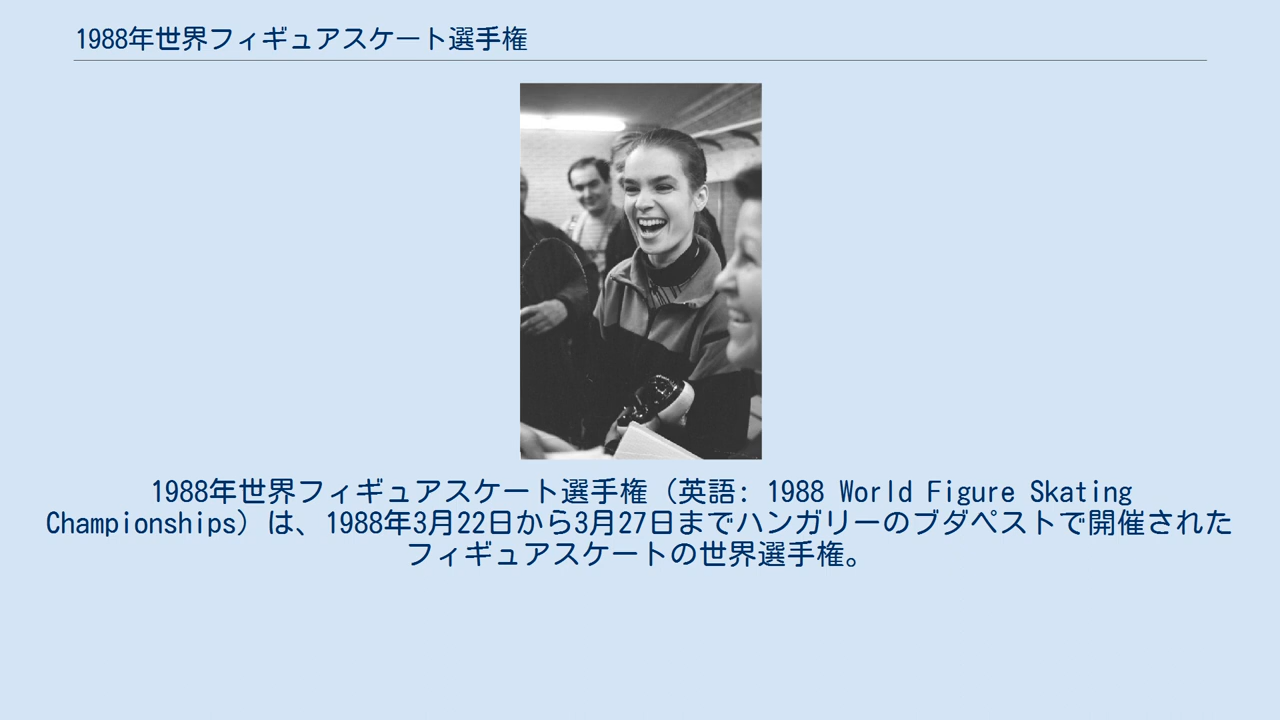 1988年世界フィギュアスケート選手権
1988年世界フィギュアスケート選手権（英語: 1988 World Figure Skating
Championships）は、1988年3月22日から3月27日までハンガリーのブダペストで開催された
フィギュアスケートの世界選手権。